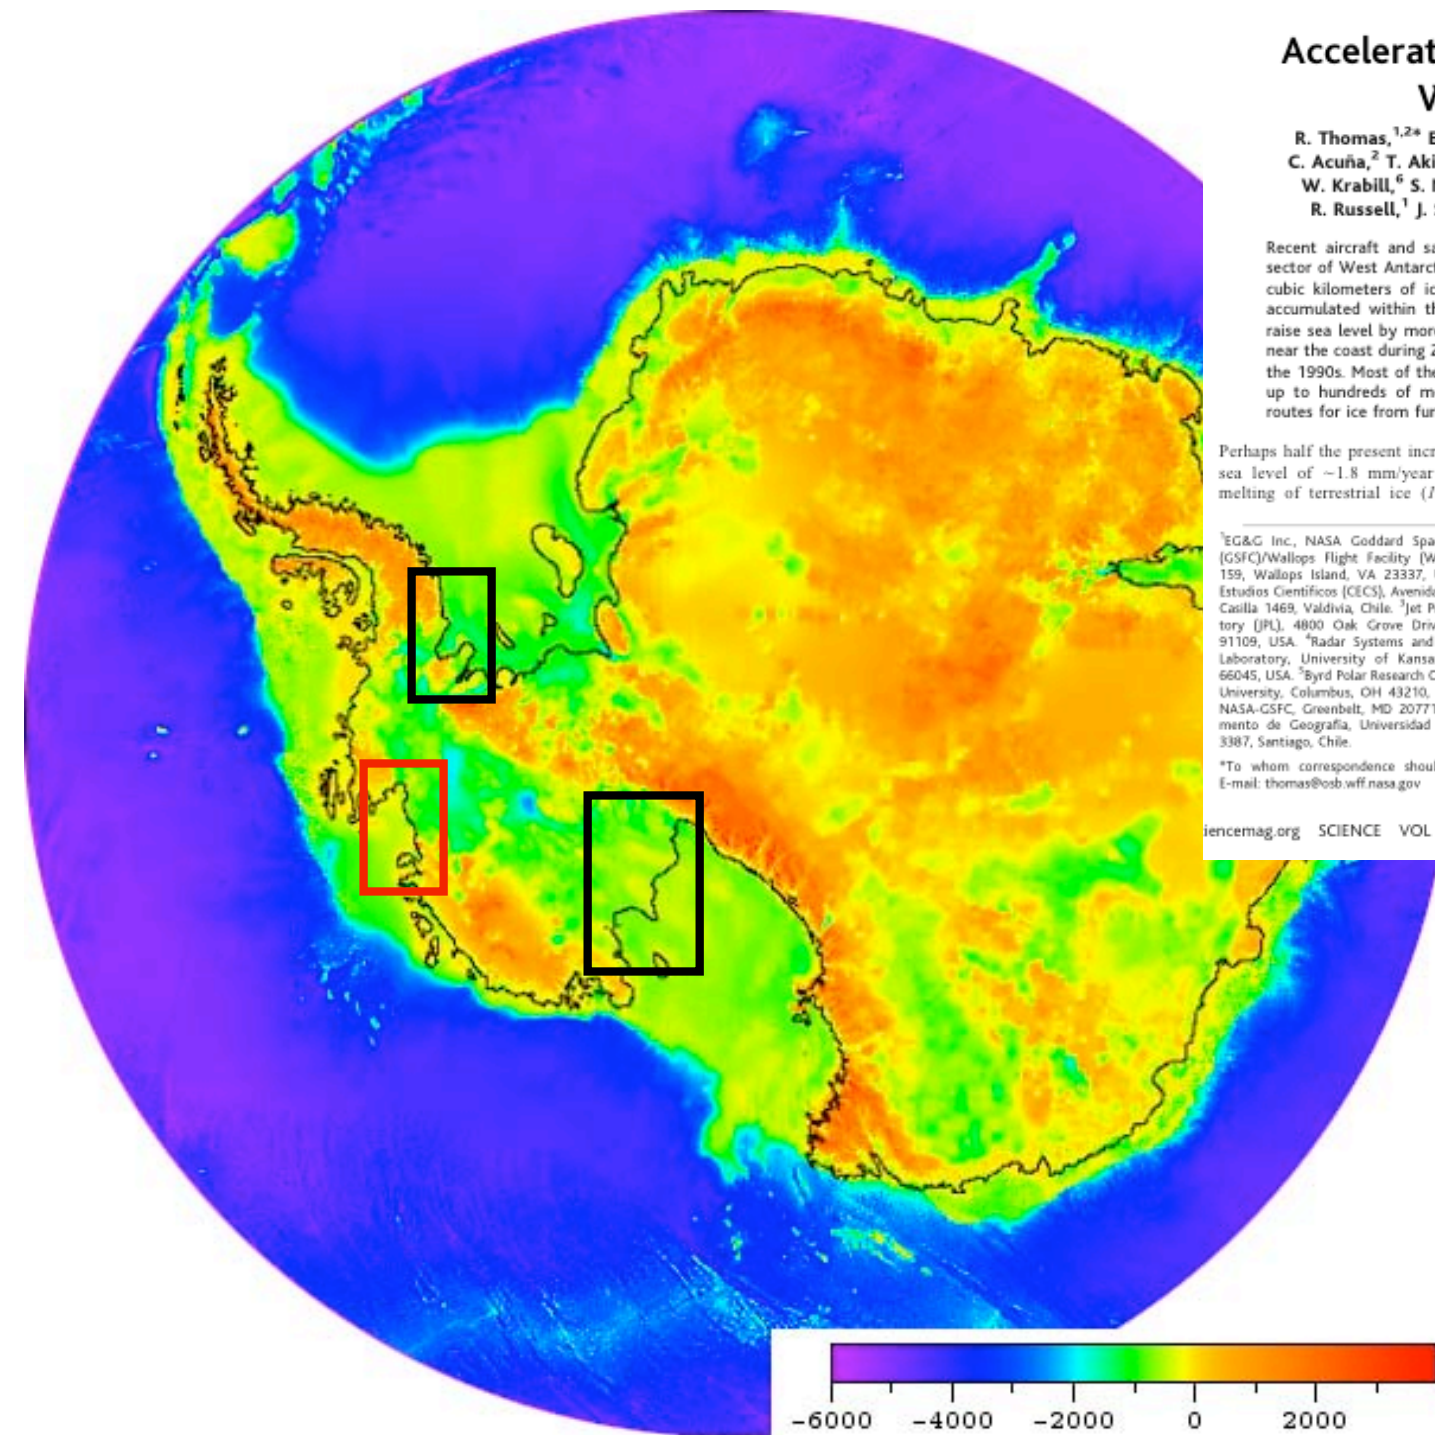 Accelerat
R. Thomas,1,2* E
C. Acuña,2 T. Aki
W. Krabill,6 S.
R. Russell,1 J.
Recent aircraft and sa
sector of West Antarct
cubic kilometers of ic
accumulated within th
raise sea level by more
near the coast during 2
the 1990s. Most of the
up to hundreds of m
routes for ice from fur
Perhaps half the present incr
sea level of ~1.8 mm/year
melting of terrestrial ice (
1EG&G Inc., NASA Goddard Spa
(GSFC)/Wallops Flight Facility (W
159, Wallops Island, VA 23337,
Estudios Científicos (CECS), Avenida
Casilla 1469, Valdivia, Chile. 3Jet P
tory (JPL), 4800 Oak Grove Driv
91109, USA. 4Radar Systems and
Laboratory, University of Kansa
66045, USA. 5Byrd Polar Research C
University, Columbus, OH 43210,
NASA-GSFC, Greenbelt, MD 20771
mento de Geografía, Universidad
3387, Santiago, Chile.
*To whom correspondence shoul
E-mail: thomas@osb.wff.nasa.gov
iencemag.org SCIENCE VOL
-6000 -4000 -2000 0 2000